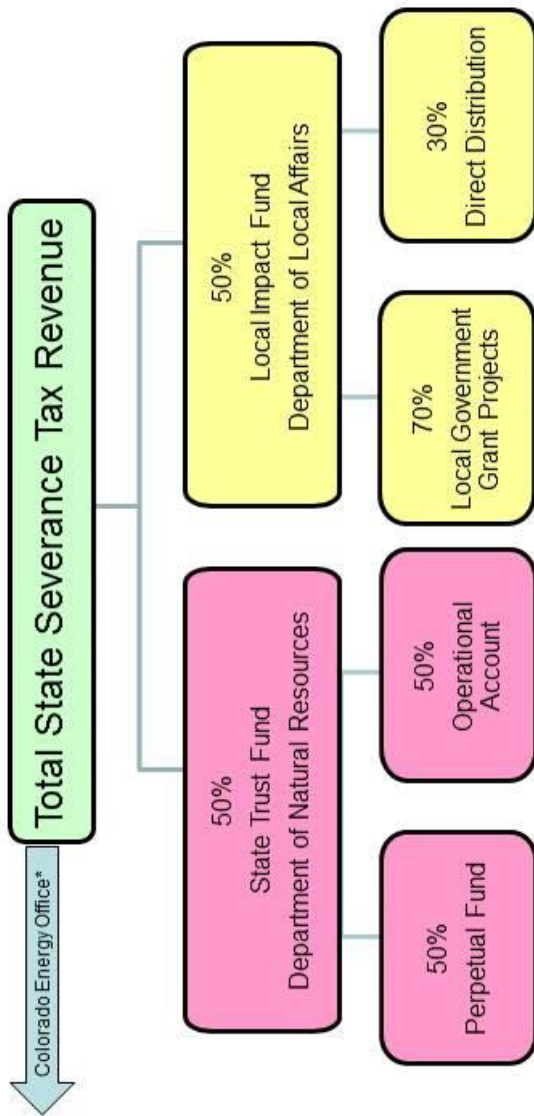 Colorado Energy Office*
Total State Severance Tax Revenue
50%
State Trust Fund
Department of Natural Resources
50%
Local Impact Fund
Department of Local Affairs
50%
Perpetual Fund
50%
Operational
Account
70%
Local Government
Grant Projects
30%
Direct Distribution